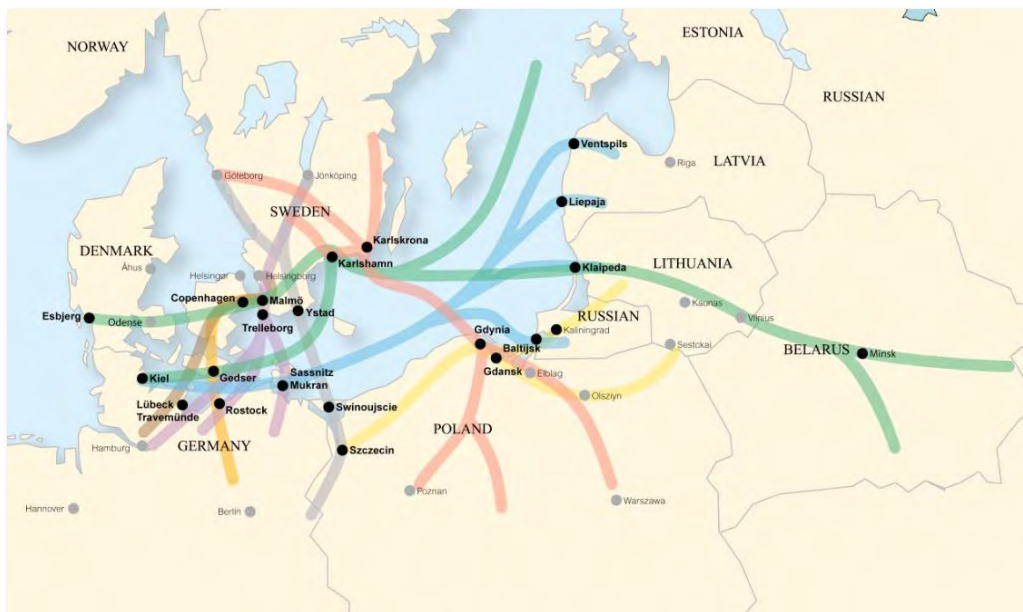 NORWAY
ESTONIA
RUSSIAN
Ventspils
LATVIA
Riga
Göteborg
Jönköping
SWEDEN
Liepaja
Karlskrona
DENMARK
Karlshamn
Åhus
Helsingør
Helsingborg
Klaipeda
LITHUANIA
Copenhagen
Malmö
Kaunas
Esbjerg
Odense
Ystad
Vilnius
Trelleborg
RUSSIAN
Kaliningrad
Gdynia
Baltijsk
Sestckai
BELARUS
Minsk
Gdansk
Elblag
Kiel
Gedser
Sassnitz
Mukran
Olsziyn
Lübeck
Travemünde
Rostock
Swinoujscie
POLAND
Hamburg
GERMANY
Szczecin
Poznan
Warszawa
Hannover
Berlin